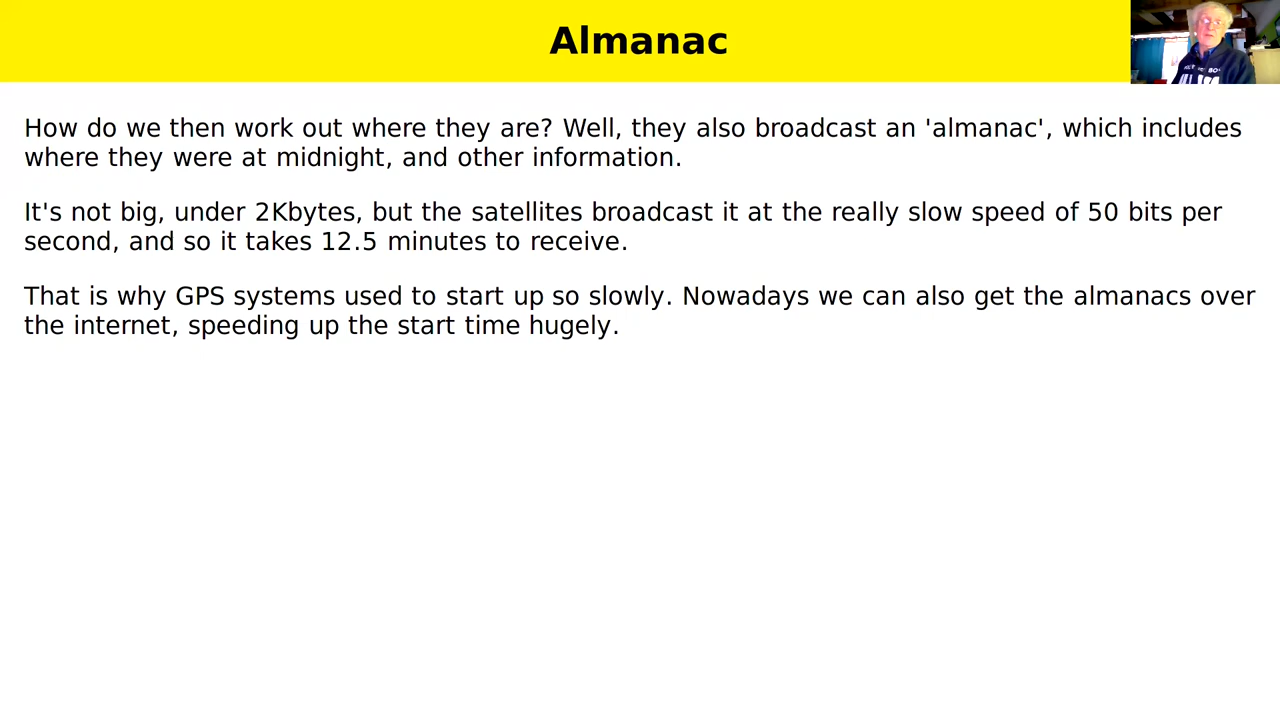 Almanac
How do we then work out where they are? Well, they also broadcast an 'almanac', which includes
where they were at midnight, and other information.
It's not big, under 2Kbytes, but the satellites broadcast it at the really slow speed of 50 bits per
second, and so it takes 12.5 minutes to receive.
That is why GPS systems used to start up so slowly. Nowadays we can also get the almanacs over
the internet, speeding up the start time hugely.